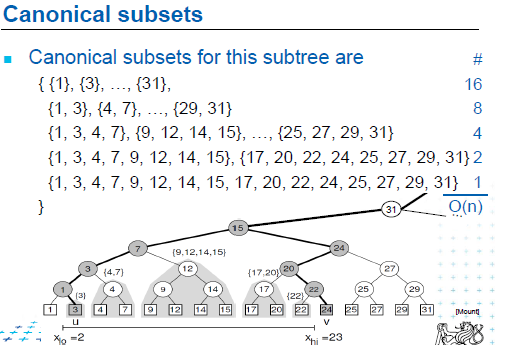 Canonical subsets
Canonical subsets for this subtree are #
{ {1}, {3}, …, {31}, 16
{1, 3}, {4, 7}, …, {29, 31} 8
{1, 3, 4, 7}, {9, 12, 14, 15}, …, {25, 27, 29, 31} 4
{1, 3, 4, 7, 9, 12, 14, 15}, {17, 20, 22, 24, 25, 27, 29, 31} 2
{1, 3, 4, 7, 9, 12, 14, 15, 17, 20, 22, 24, 25, 27, 29, 31} 1
} O(n)
31 ...
15
7 {9,12,14,15} 24
3 {4,7} 12 {17,20} 20 27
1 {3} 4 9 14 17 {22} 22 25 29
1 3 4 7 9 12 14 15 17 20 22 24 25 27 29 31
u v [Mount]
xlo =2 xhi =23